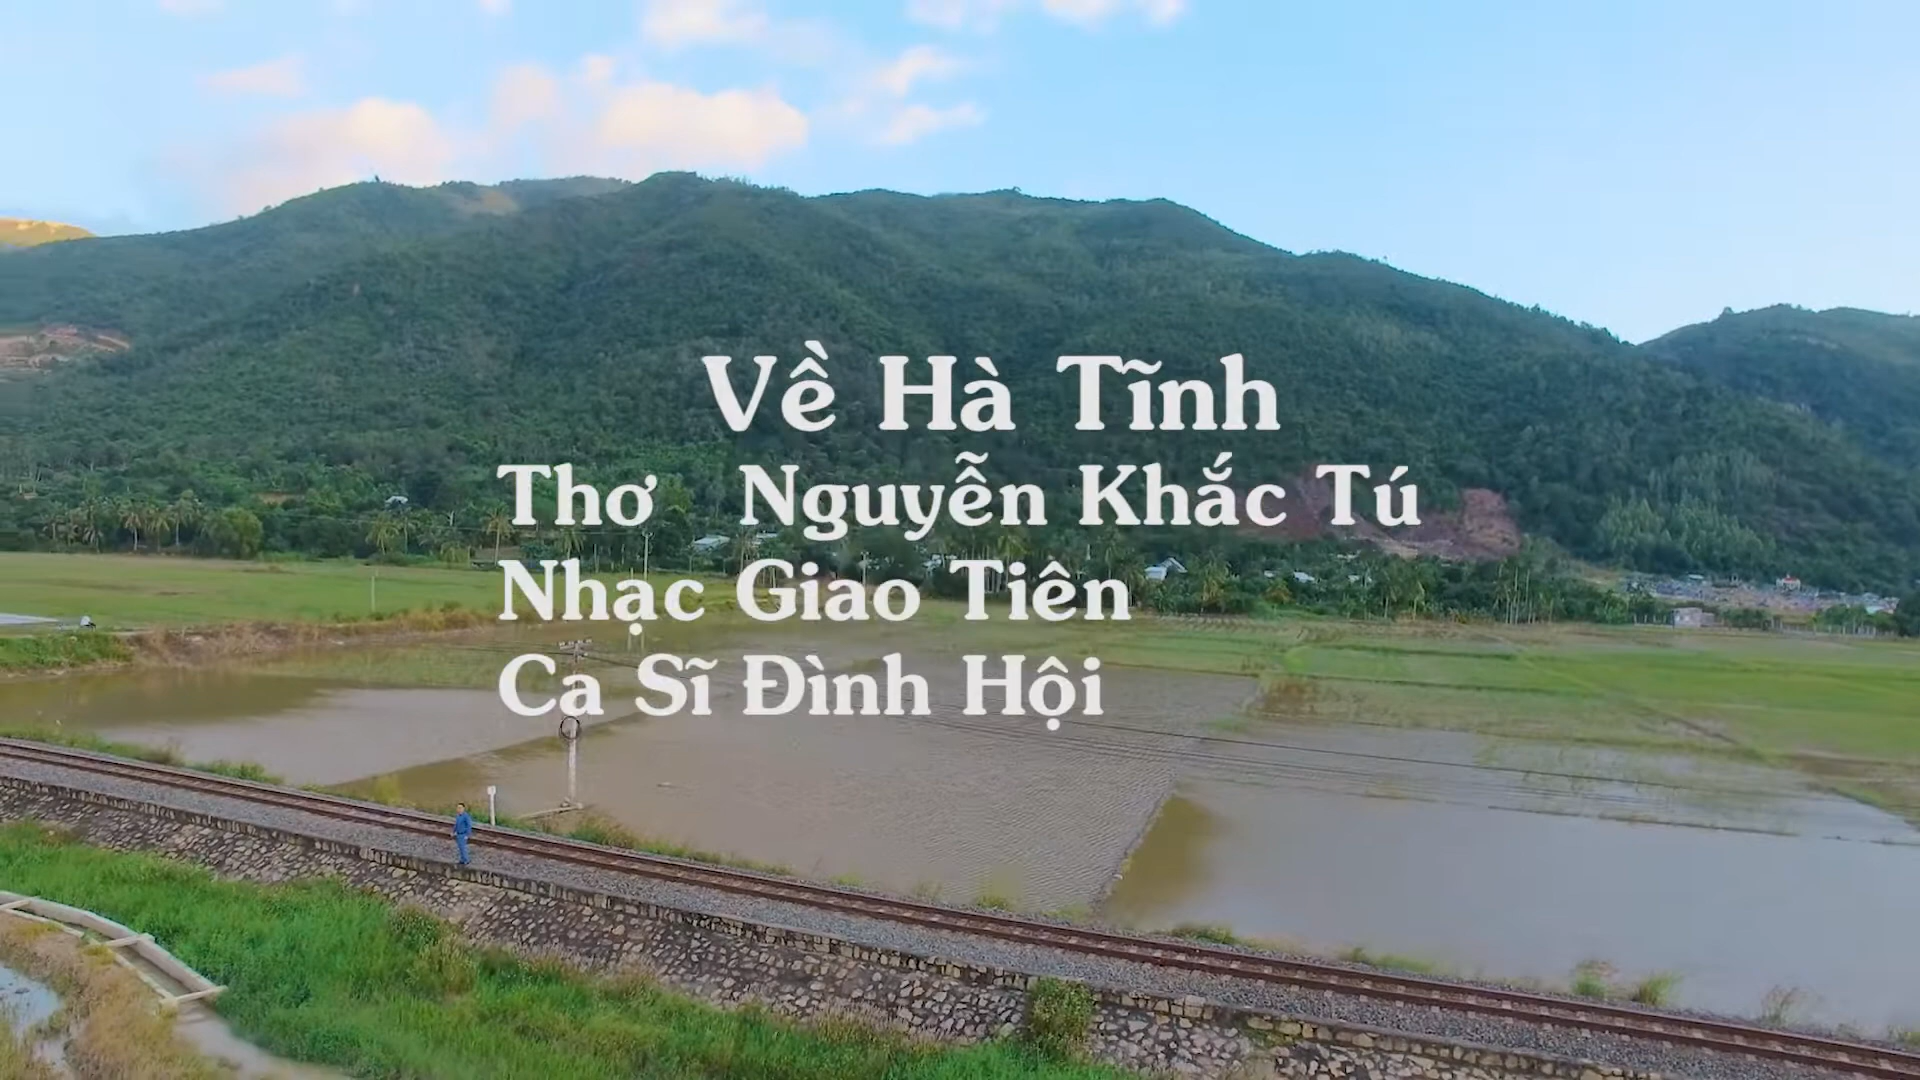 Về Hà Tĩnh
Thơ Nguyễn Khắc Tú
Nhạc Giao Tiên
Ca Sĩ Đình Hội